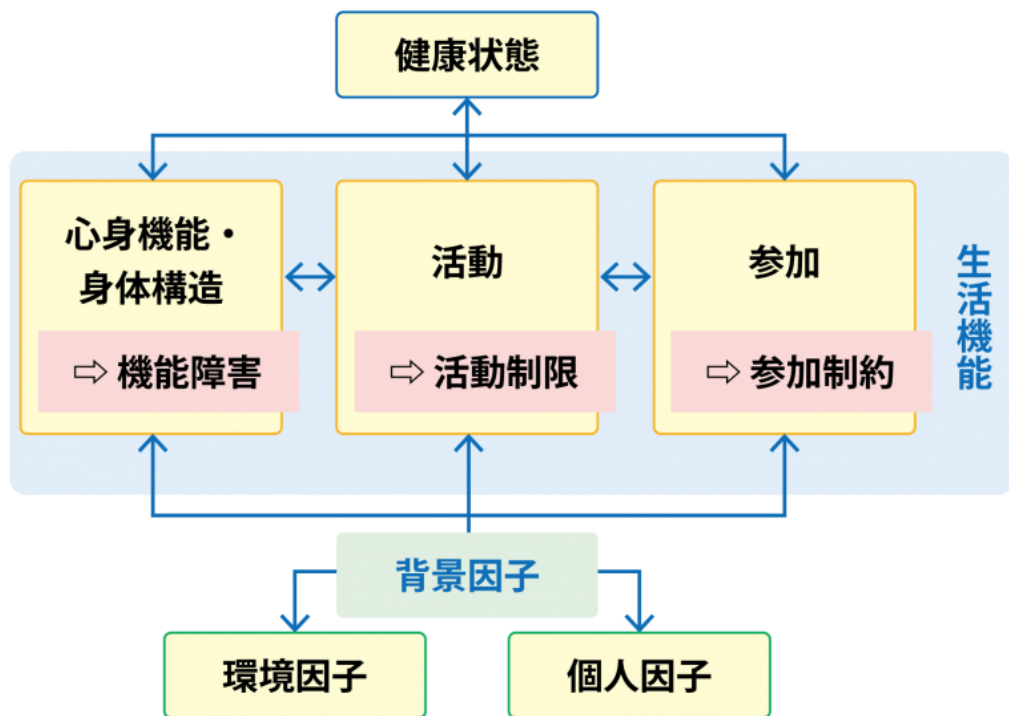 健康状態
心身機能・
身体構造
⇨ 機能障害
活動
⇨ 活動制限
参加
⇨ 参加制約
生活機能
背景因子
環境因子
個人因子